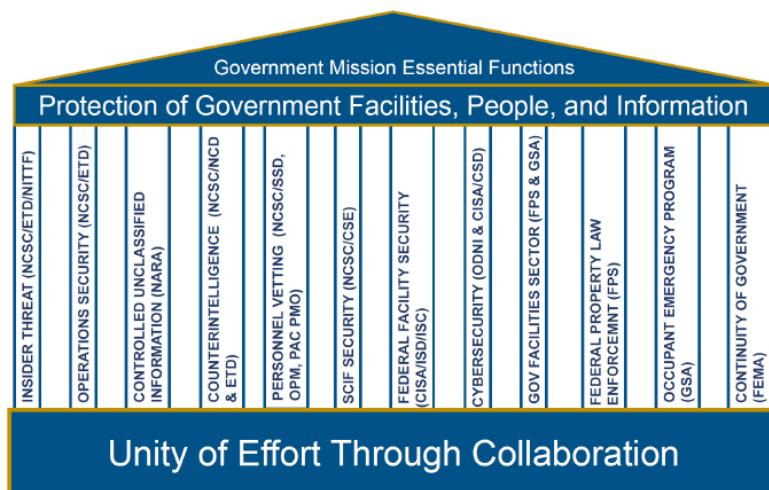 Government Mission Essential Functions
Protection of Government Facilities, People, and Information
INSIDER THREAT (NCSC/ETD/NITTF)
OPERATIONS SECURITY (NCSC/ETD)
CONTROLLED UNCLASSIFIED
INFORMATION (NARA)
COUNTERINTELLIGENCE (NCSC/NCD
& ETD)
PERSONNEL VETTING (NCSC/SSD,
OPM, PAC PMO)
SCIF SECURITY (NCSC/CSE)
FEDERAL FACILITY SECURITY
(CISA/ISD/ISC)
CYBERSECURITY (ODNI & CISA/CSD)
GOV FACILITIES SECTOR (FPS & GSA)
FEDERAL PROPERTY LAW
ENFORCEMNT (FPS)
OCCUPANT EMERGENCY PROGRAM
(GSA)
CONTINUITY OF GOVERNMENT
(FEMA)
Unity of Effort Through Collaboration